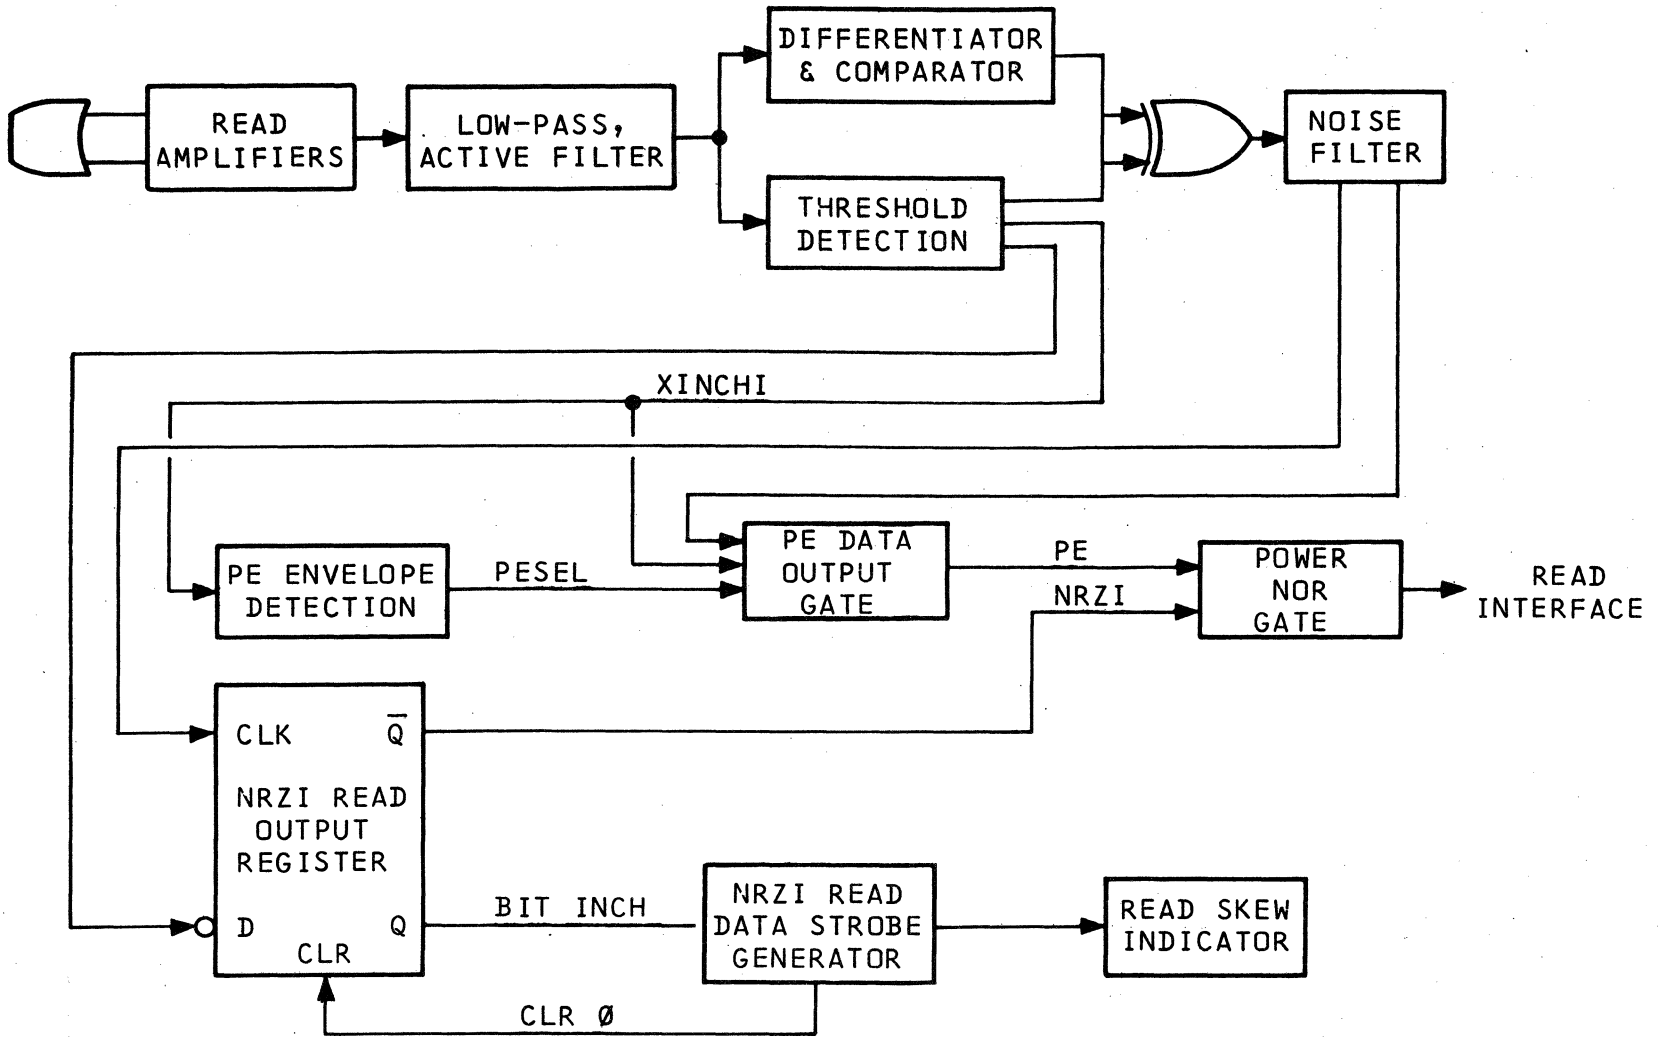 DIFFERENTIATOR
& COMPARATOR
READ
AMPLIFIERS
LOW-PASS,
ACTIVE FILTER
NOISE
FILTER
THRESHOLD
DETECTION
XINCHI
PE ENVELOPE
DETECTION
PESEL
PE DATA
OUTPUT
GATE
PE
NRZI
POWER
NOR
GATE
READ
INTERFACE
CLK
Q̅
NRZI READ
OUTPUT
REGISTER
D
Q
CLR
BIT INCH
NRZI READ
DATA STROBE
GENERATOR
READ SKEW
INDICATOR
CLR Ø